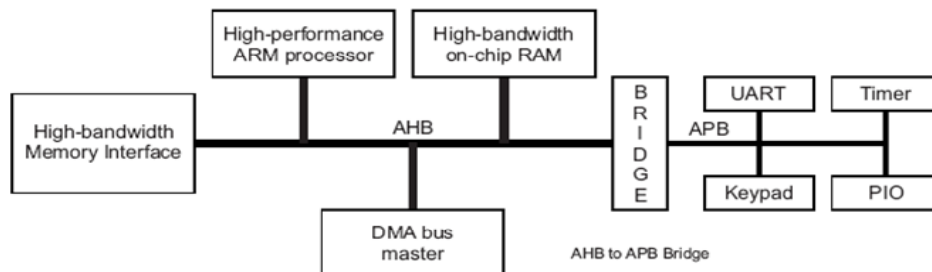 High-performance
ARM processor
High-bandwidth
on-chip RAM
High-bandwidth
Memory Interface
AHB
B
R
I
D
G
E
APB
UART
Timer
Keypad
PIO
DMA bus
master
AHB to APB Bridge